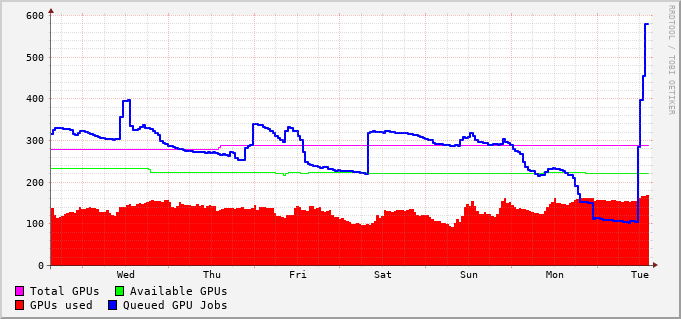 RRDTOOL / TOBI OETIKER
600
500
400
300
200
100
0
Wed Thu Fri Sat Sun Mon Tue
Total GPUs Available GPUs
GPUs used Queued GPU Jobs